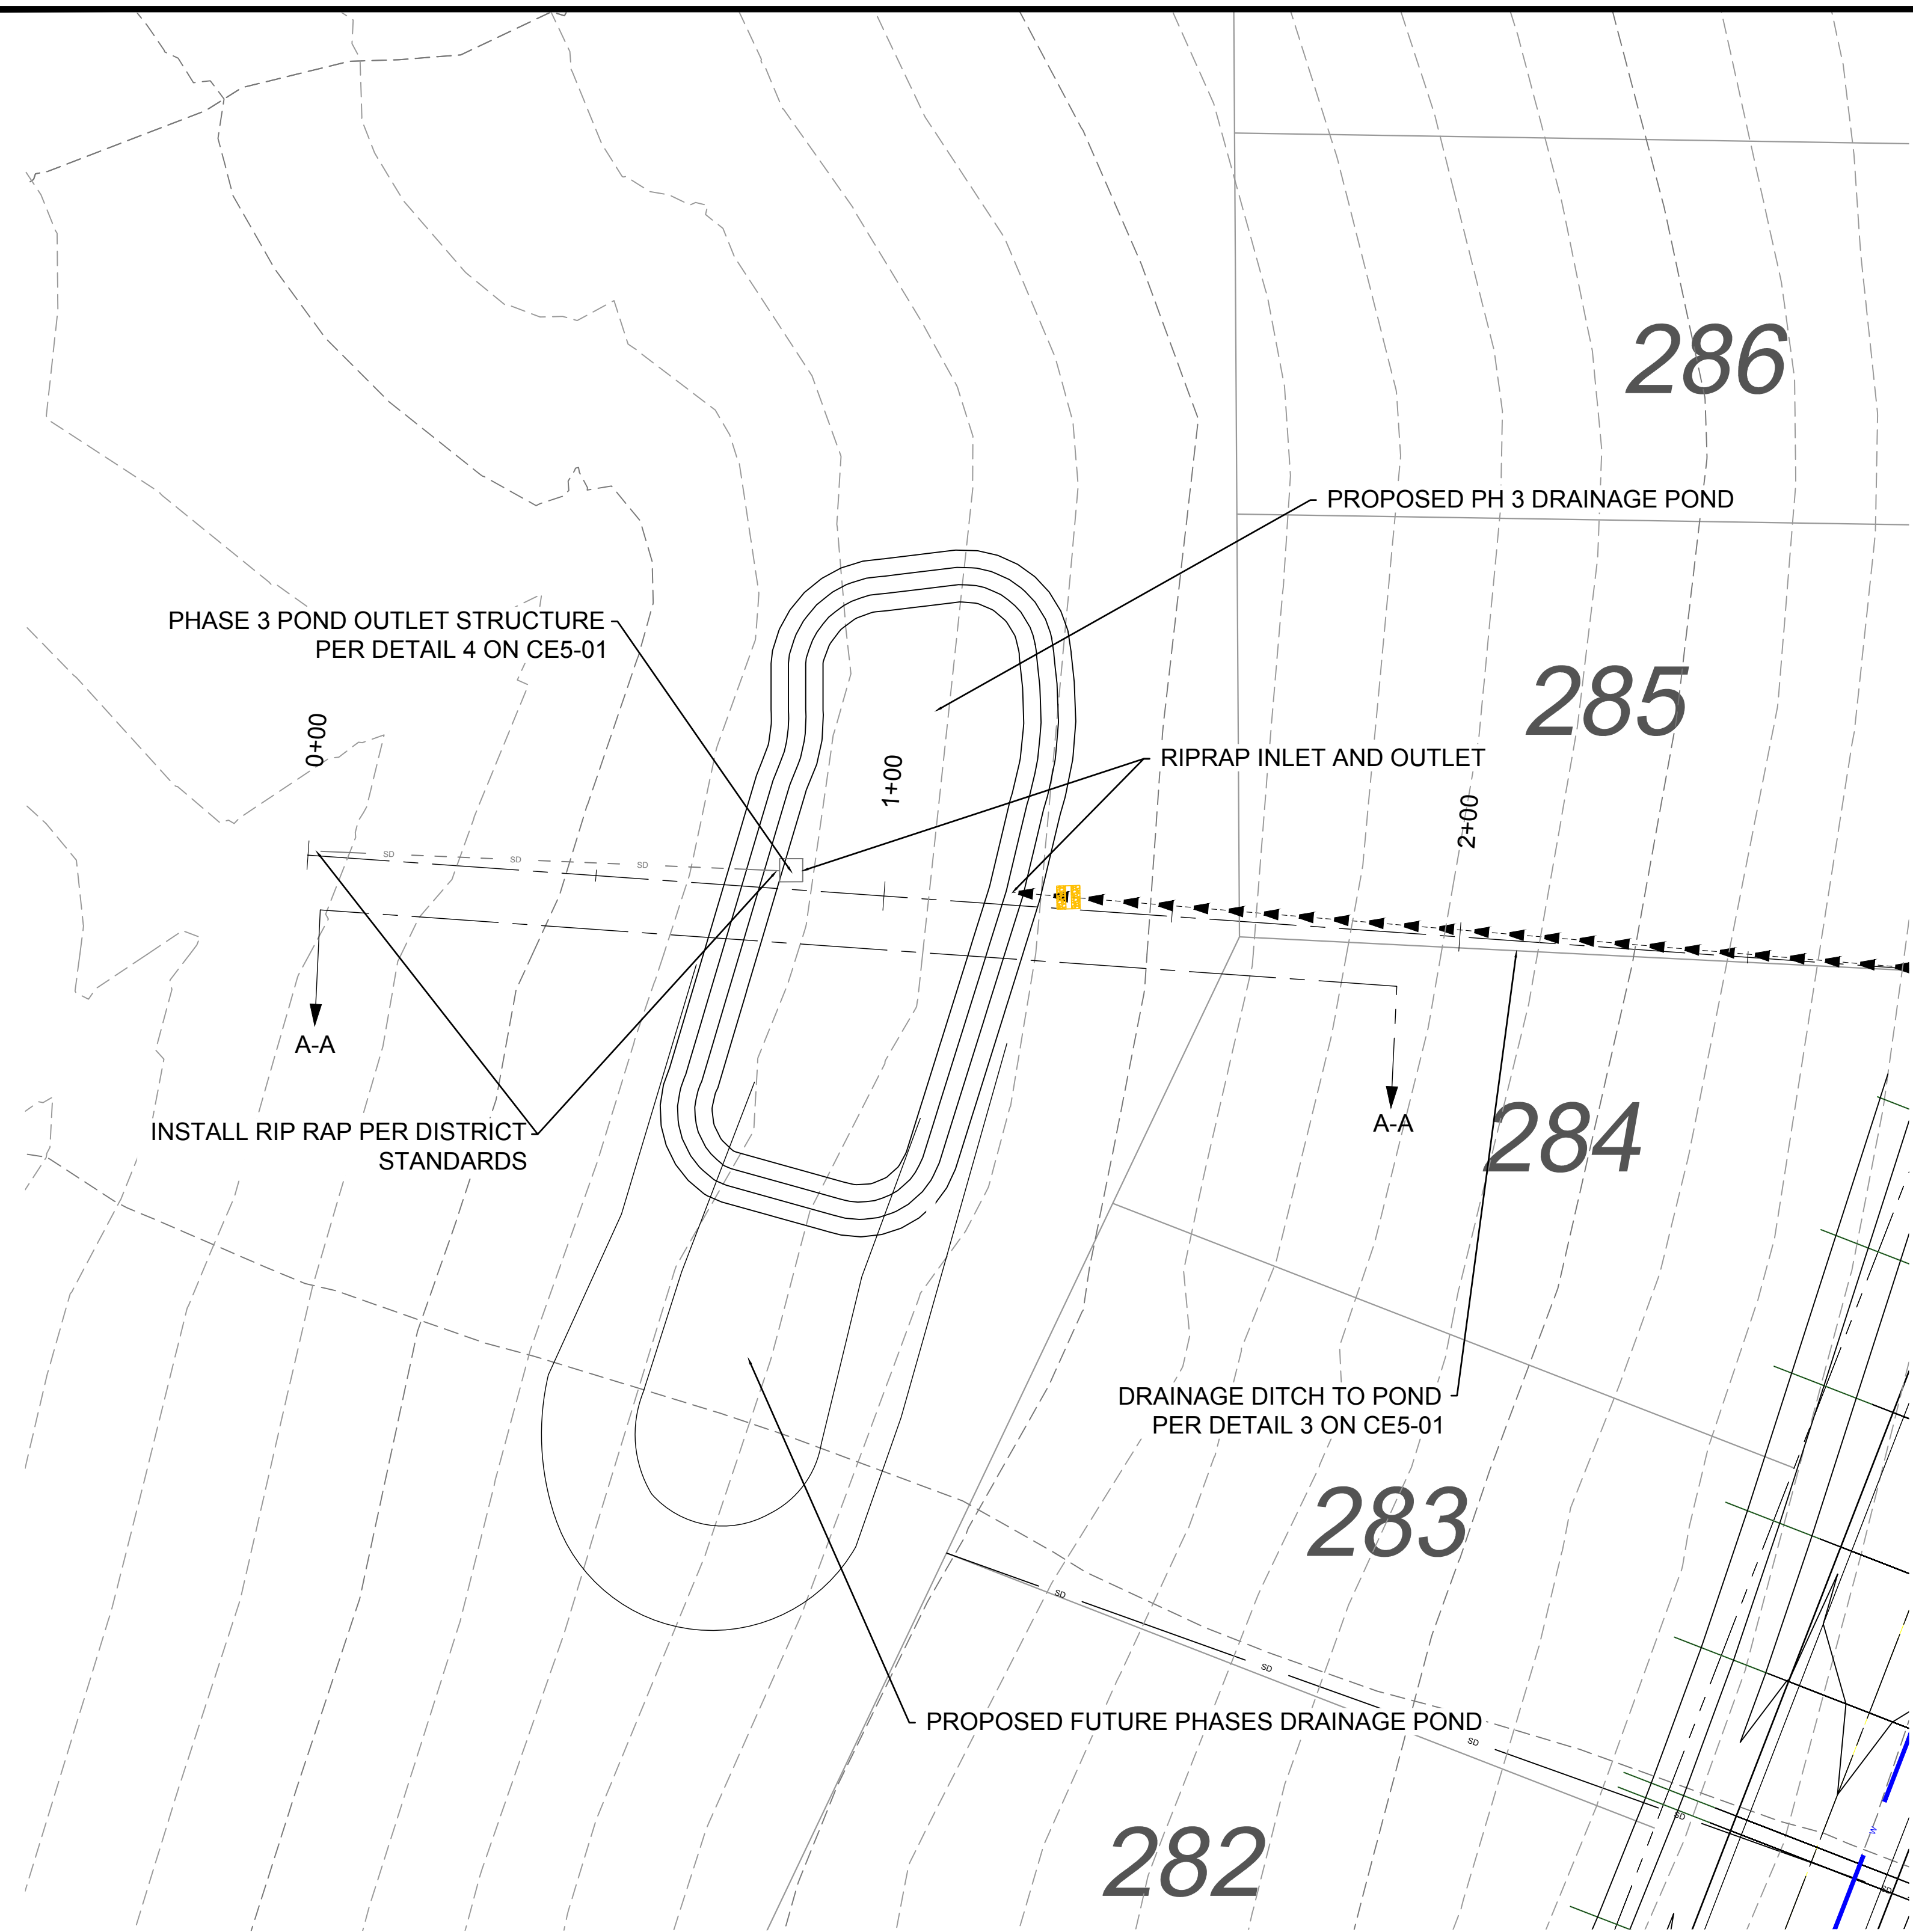 286
PROPOSED PH 3 DRAINAGE POND
PHASE 3 POND OUTLET STRUCTURE
PER DETAIL 4 ON CE5-01
285
0+00
1+00
RIPRAP INLET AND OUTLET
2+00
SD
SD
SD
A-A
A-A
284
INSTALL RIP RAP PER DISTRICT
STANDARDS
DRAINAGE DITCH TO POND
PER DETAIL 3 ON CE5-01
283
SD
SD
PROPOSED FUTURE PHASES DRAINAGE POND
SD
SD
W
282
SD